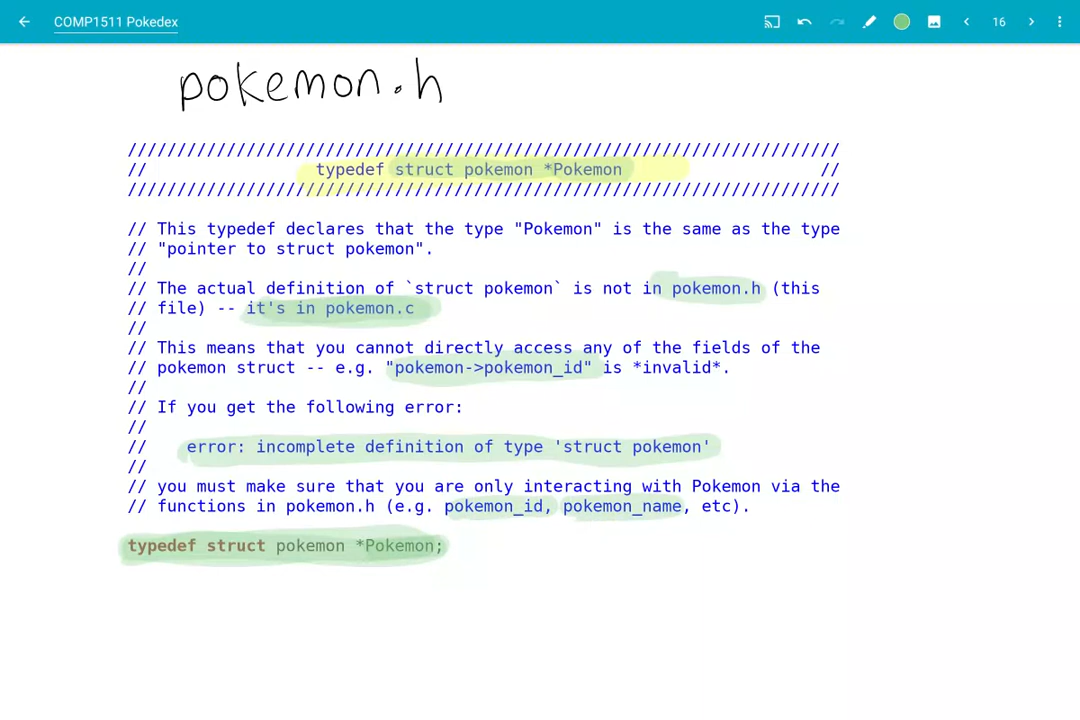 COMP1511 Pokedex
16
pokemon.h
////////////////////////////////////////////////////////////////////////
// typedef struct pokemon *Pokemon //
////////////////////////////////////////////////////////////////////////
// This typedef declares that the type "Pokemon" is the same as the type
// "pointer to struct pokemon".
//
// The actual definition of `struct pokemon` is not in pokemon.h (this
// file) -- it's in pokemon.c
//
// This means that you cannot directly access any of the fields of the
// pokemon struct -- e.g. "pokemon->pokemon_id" is *invalid*.
//
// If you get the following error:
//
// error: incomplete definition of type 'struct pokemon'
//
// you must make sure that you are only interacting with Pokemon via the
// functions in pokemon.h (e.g. pokemon_id, pokemon_name, etc).
typedef struct pokemon *Pokemon;